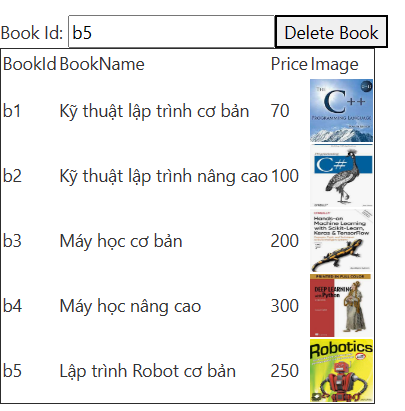 Book Id: b5 Delete Book
BookId BookName Price Image
b1 Kỹ thuật lập trình cơ bản 70
THE
C++
PROGRAMMING LANGUAGE
b2 Kỹ thuật lập trình nâng cao 100
C#
b3 Máy học cơ bản 200
Hands-on
Machine Learning
with Scikit-Learn,
Keras & TensorFlow
b4 Máy học nâng cao 300
DEEP LEARNING
with Python
b5 Lập trình Robot cơ bản 250
Robotics